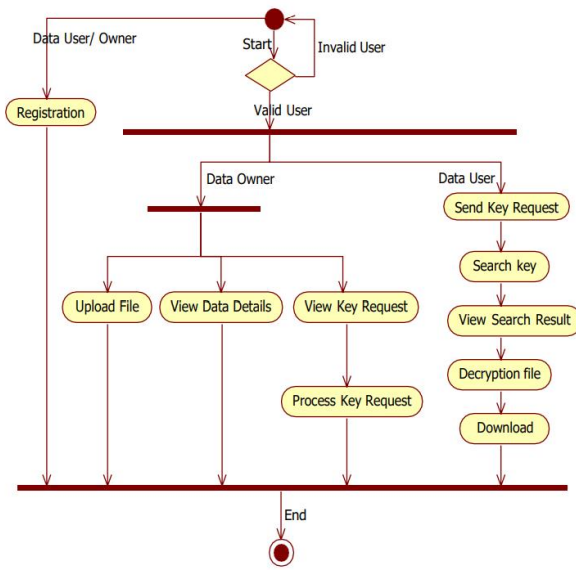 Data User/ Owner
Start
Invalid User
Registration
Valid User
Data Owner
Data User
Send Key Request
Search key
Upload File
View Data Details
View Key Request
View Search Result
Decryption file
Process Key Request
Download
End